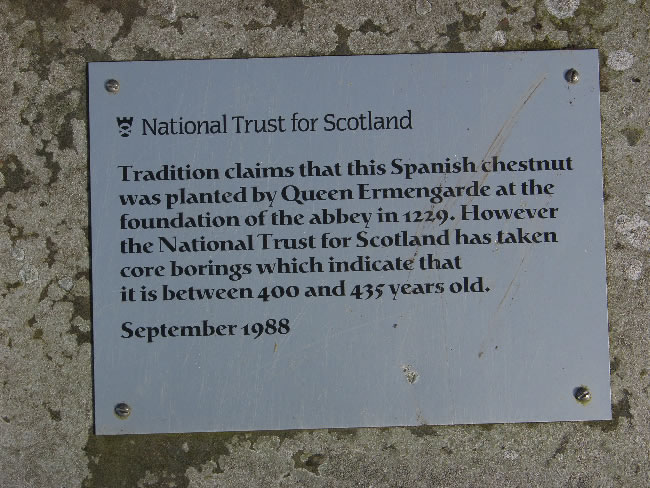 National Trust for Scotland
Tradition claims that this Spanish chestnut
was planted by Queen Ermengarde at the
foundation of the abbey in 1229. However
the National Trust for Scotland has taken
core borings which indicate that
it is between 400 and 435 years old.
September 1988